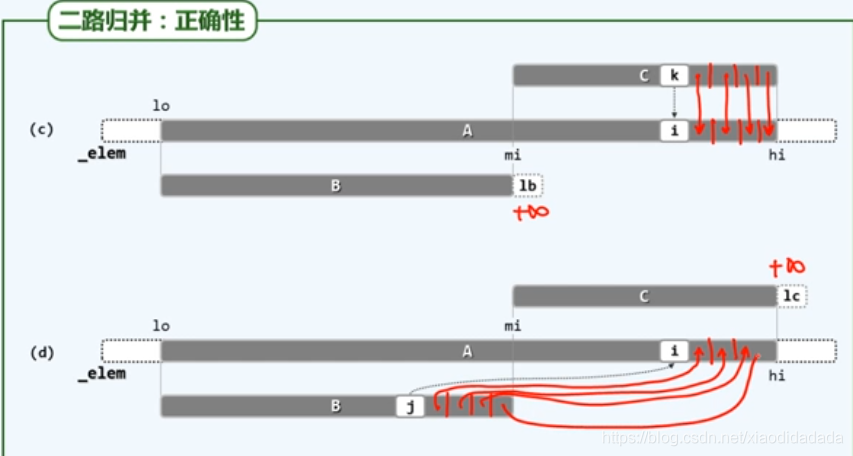 二路归并：正确性
C k
lo
(c)
A i
_elem
mi hi
B lb
+∞
+∞
C lc
lo mi
(d)
A i
_elem
hi
B j
https://blog.csdn.net/xiaodidadada